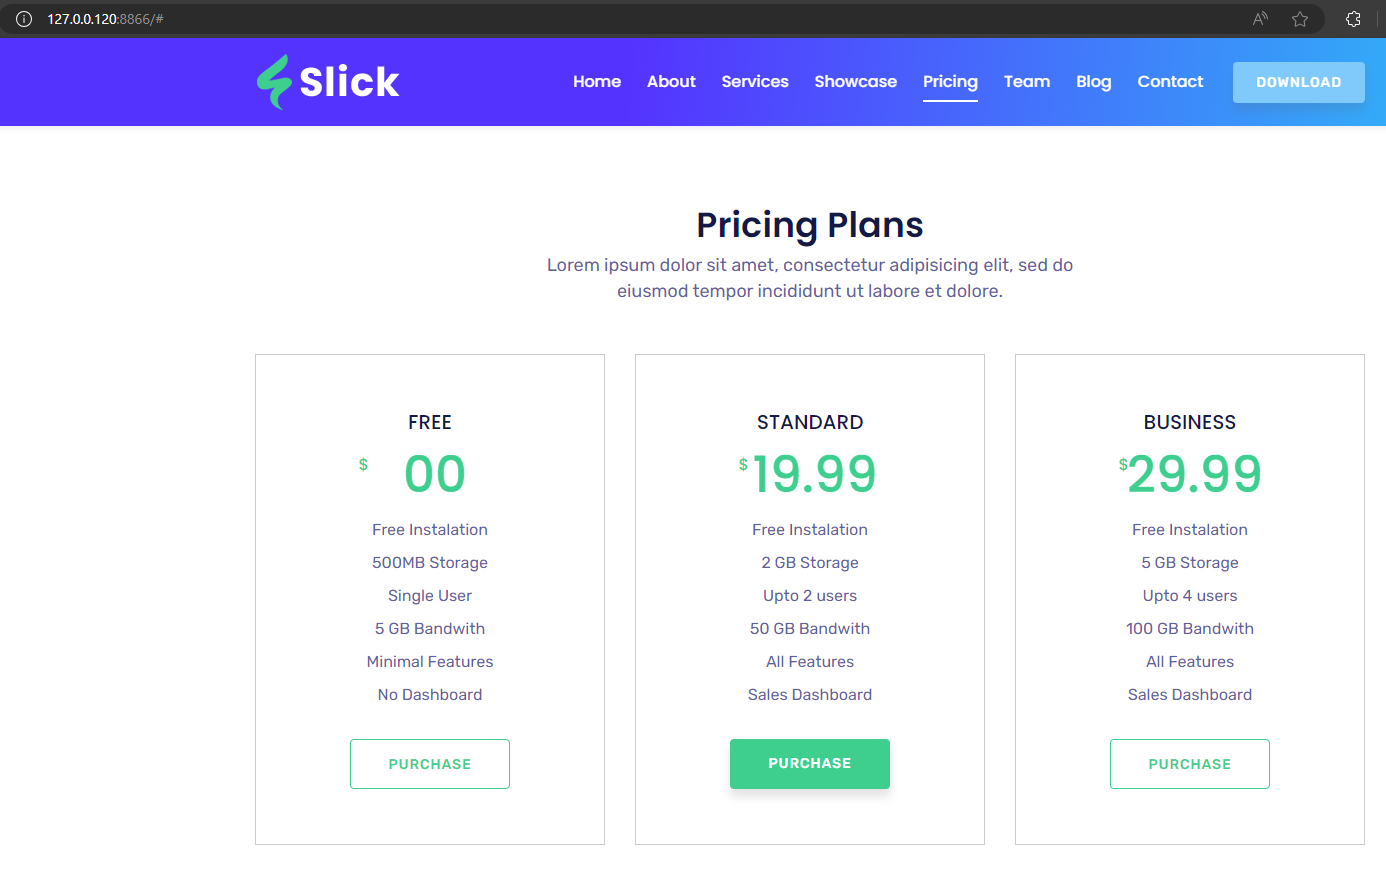 127.0.0.120:8866/#
Slick
Home About Services Showcase Pricing Team Blog Contact DOWNLOAD
Pricing Plans
Lorem ipsum dolor sit amet, consectetur adipisicing elit, sed do
eiusmod tempor incididunt ut labore et dolore.
FREE
$ 00
Free Instalation
500MB Storage
Single User
5 GB Bandwith
Minimal Features
No Dashboard
PURCHASE
STANDARD
$ 19.99
Free Instalation
2 GB Storage
Upto 2 users
50 GB Bandwith
All Features
Sales Dashboard
PURCHASE
BUSINESS
$ 29.99
Free Instalation
5 GB Storage
Upto 4 users
100 GB Bandwith
All Features
Sales Dashboard
PURCHASE